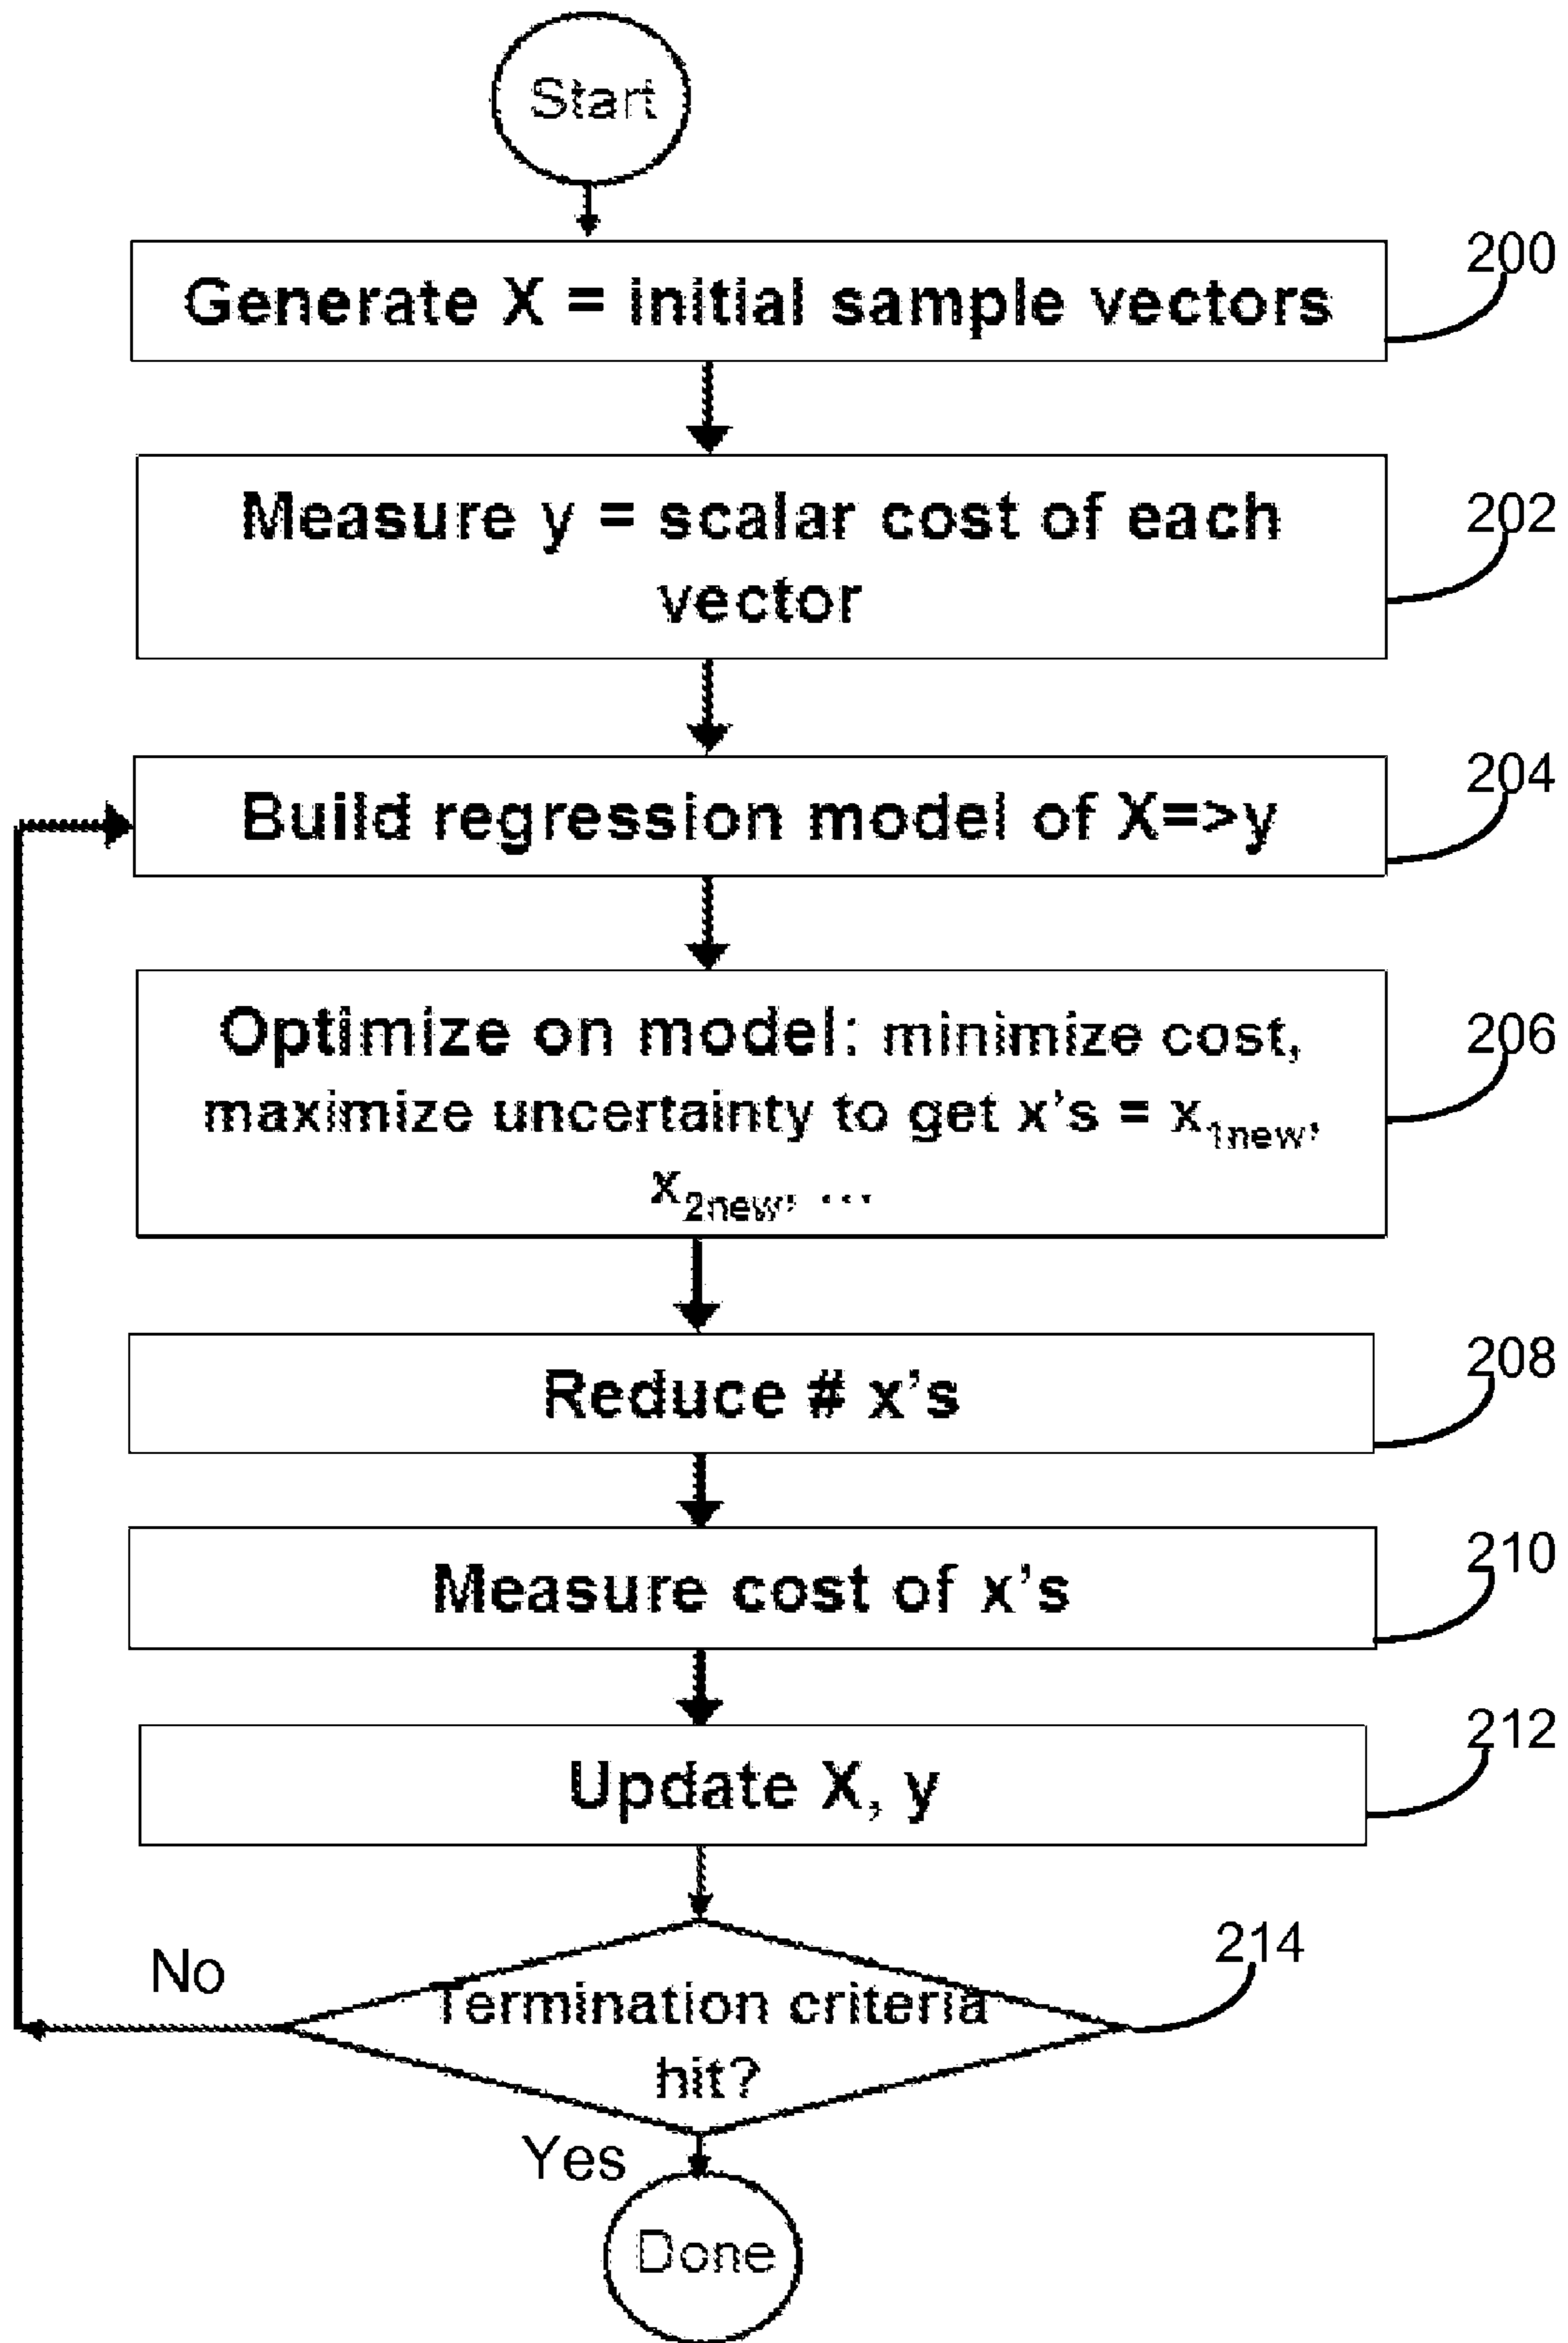 Start
Generate X = initial sample vectors
200
Measure y = scalar cost of each
vector
202
Build regression model of X=>y
204
Optimize on model: minimize cost,
maximize uncertainty to get x's = x1new,
x2new, ...
206
Reduce # x's
208
Measure cost of x's
210
Update X, y
212
Termination criteria
hit?
214
No
Yes
Done